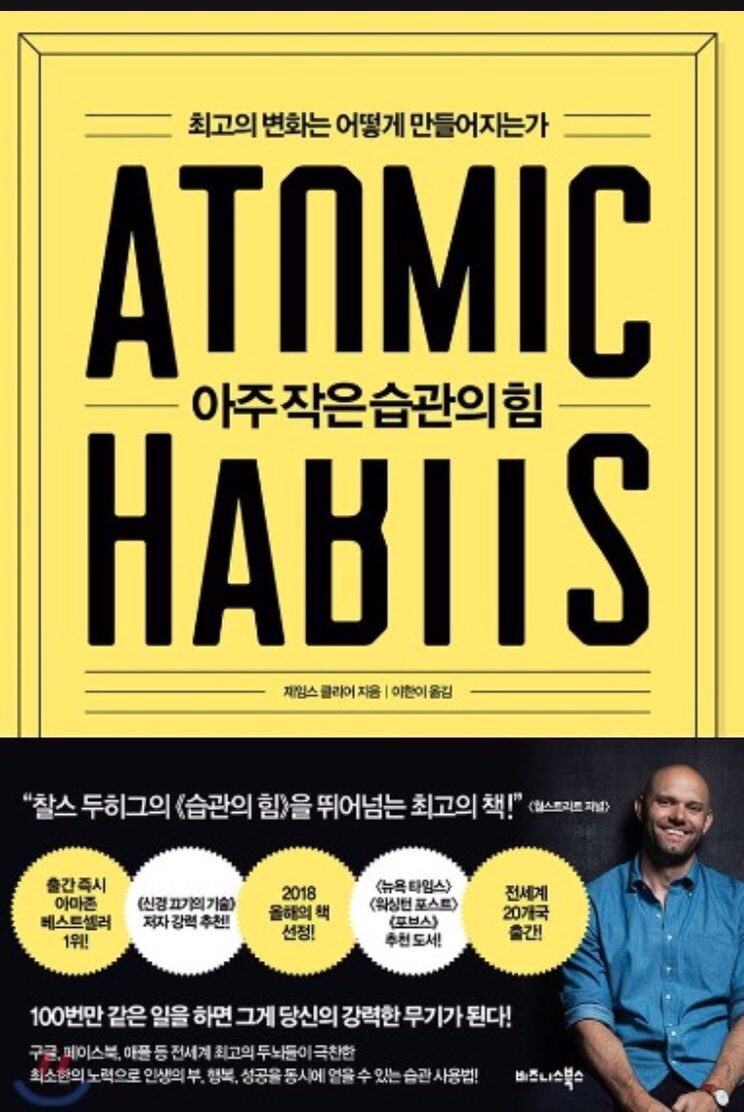 최고의 변화는 어떻게 만들어지는가
ATOMIC
아주 작은 습관의 힘
HABITS
제임스 클리어 지음 | 이한이 옮김
“찰스 두히그의 《습관의 힘》을 뛰어넘는 최고의 책!” 〈월스트리트 저널〉
출간 즉시
아마존
베스트셀러
1위!
《신경 끄기의 기술》
저자 강력 추천!
2018
올해의 책
선정!
〈뉴욕 타임스〉
〈워싱턴 포스트〉
《포브스》
추천 도서!
전세계
20개국
출간!
100번만 같은 일을 하면 그게 당신의 강력한 무기가 된다!
구글, 페이스북, 애플 등 전세계 최고의 두뇌들이 극찬한
최소한의 노력으로 인생의 부, 행복, 성공을 동시에 얻을 수 있는 습관 사용법!
비즈니스북스